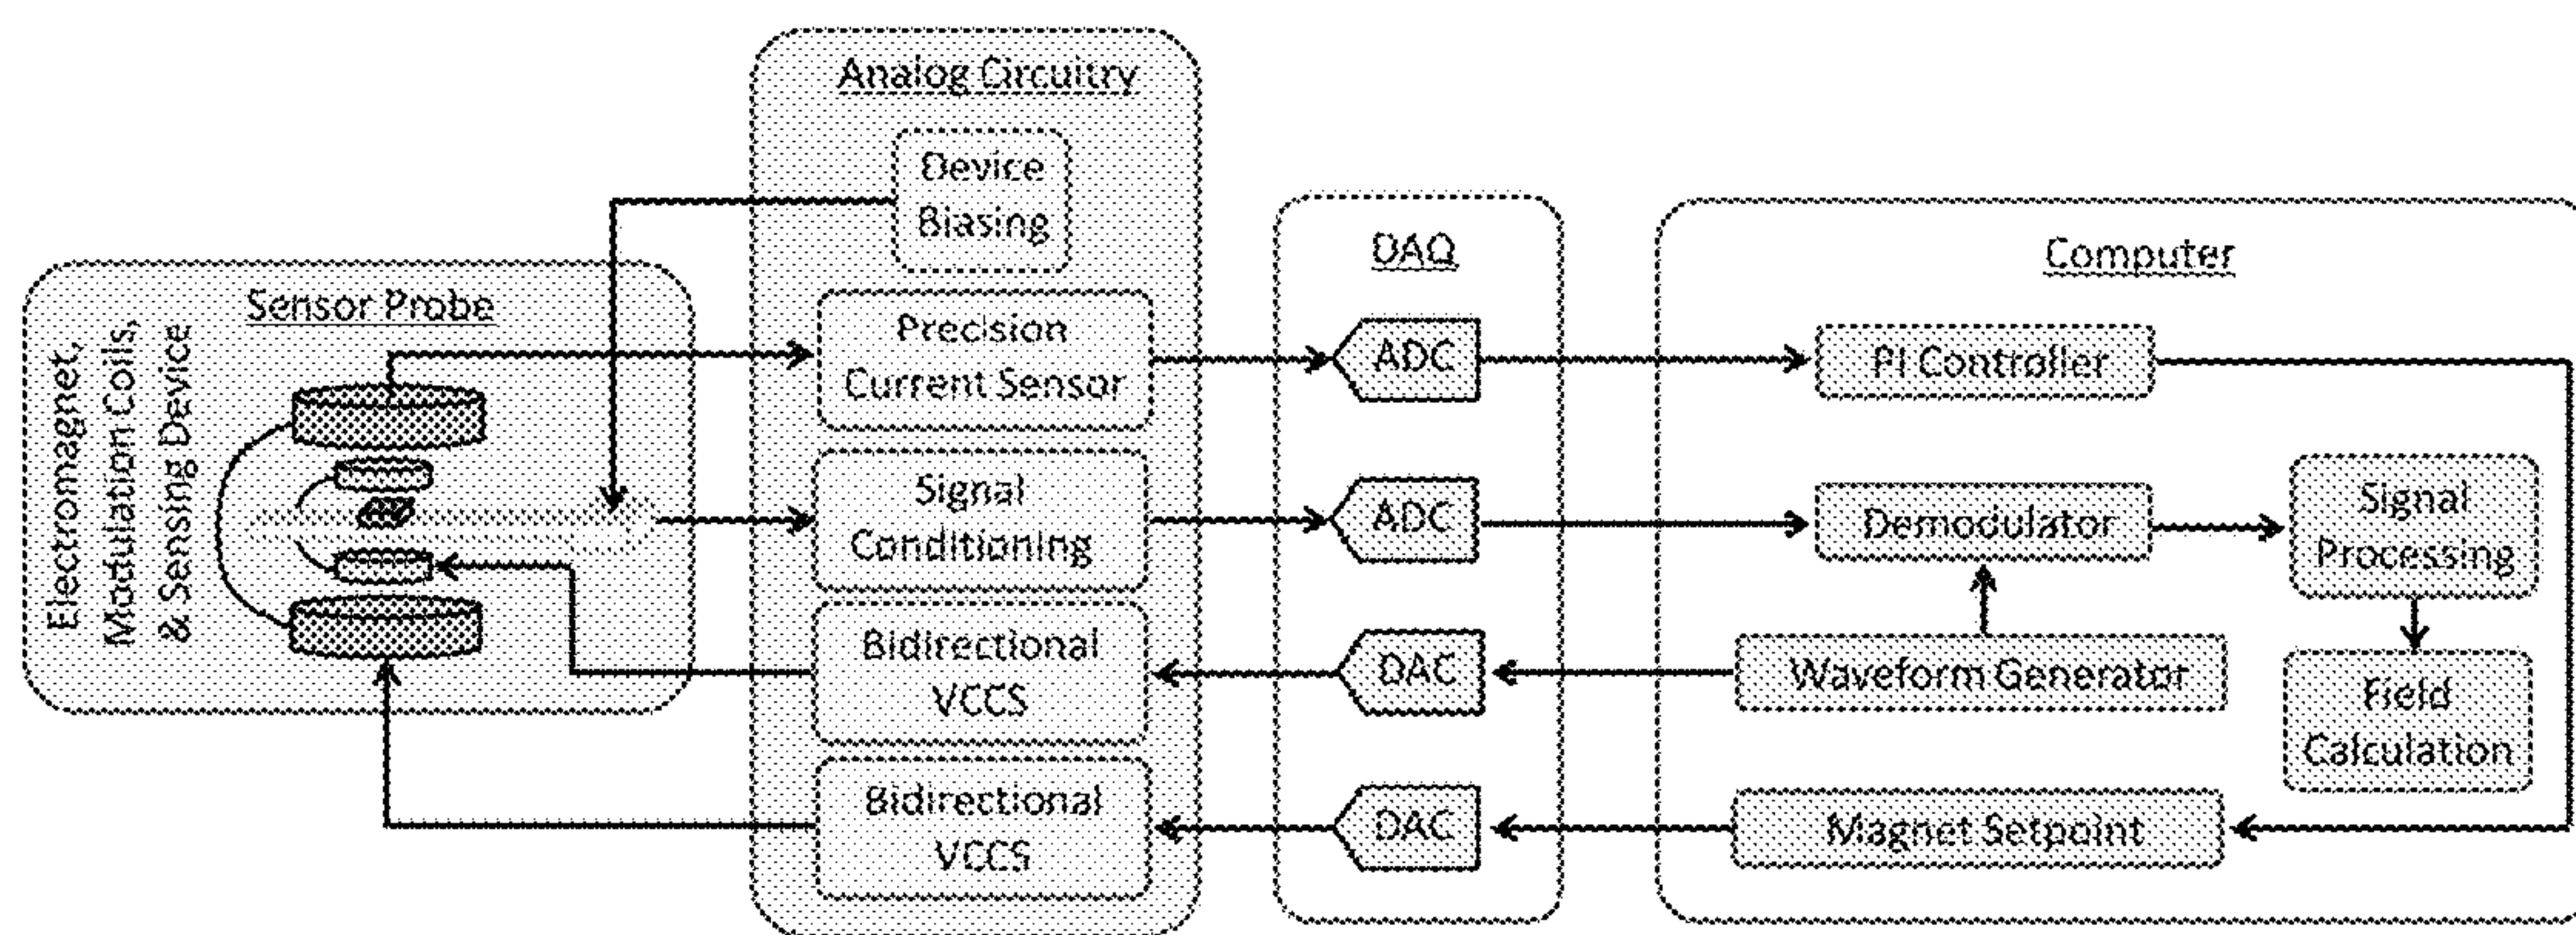 Analog Circuitry
Device
Biasing
Sensor Probe
Electromagnet,
Modulation Coils,
& Sensing Device
Precision
Current Sensor
Signal
Conditioning
Bidirectional
VCCS
Bidirectional
VCCS
DAQ
ADC
ADC
DAC
DAC
Computer
PI Controller
Demodulator
Signal
Processing
Waveform Generator
Field
Calculation
Magnet Setpoint